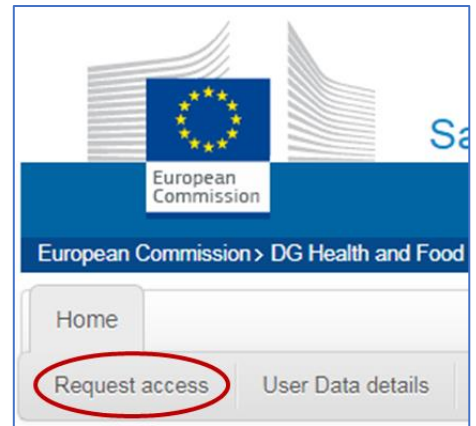 Sa
European
Commission
European Commission > DG Health and Food
Home
Request access User Data details